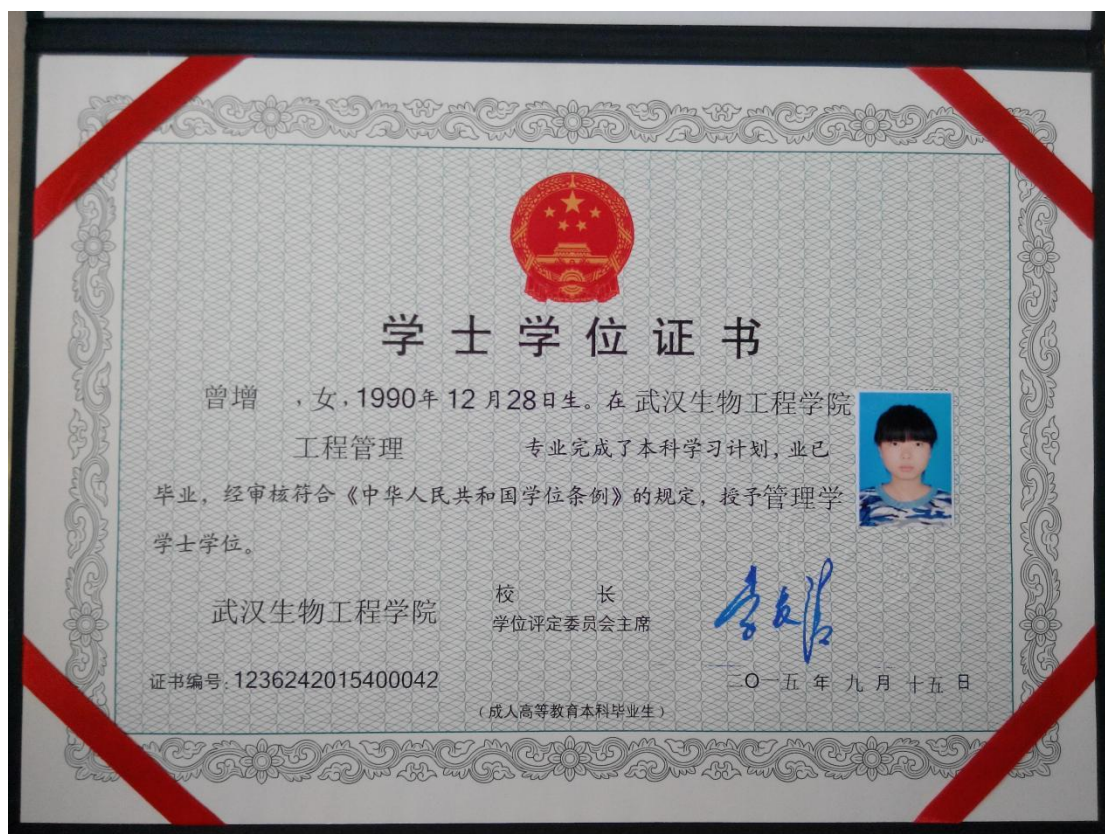 学士学位证书
曾增 ，女，1990年 12 月28日生。在 武汉生物工程学院
工程管理 专业完成了本科学习计划，业已
毕业，经审核符合《中华人民共和国学位条例》的规定，授予管理学
学士学位。
武汉生物工程学院
校 长
学位评定委员会主席
证书编号：1236242015400042
二〇一五 年 九 月 十五 日
（成人高等教育本科毕业生）